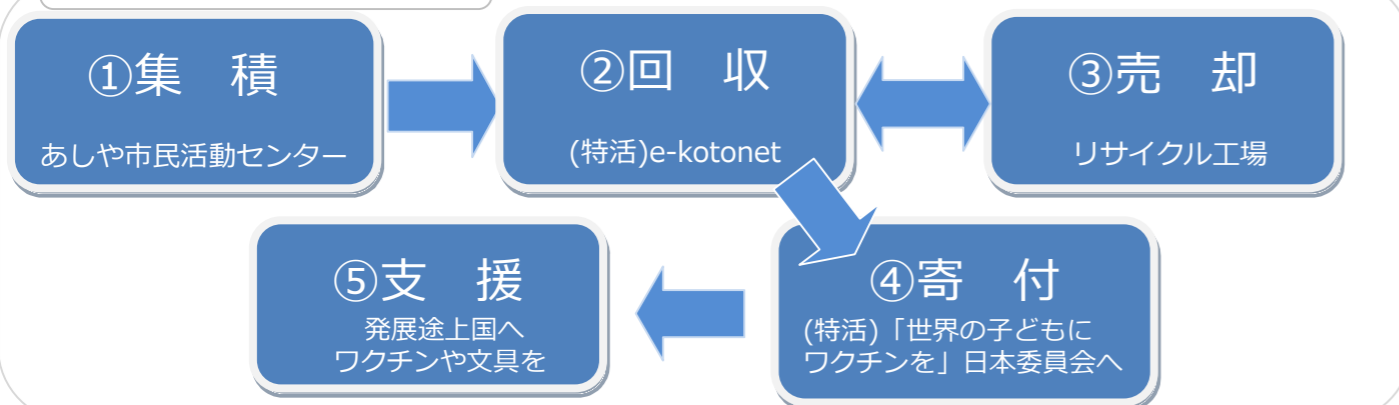 ①集　積
あしや市民活動センター
②回　収
(特活)e-kotonet
③売　却
リサイクル工場
④寄　付
(特活)「世界の子どもに
ワクチンを」日本委員会へ
⑤支　援
発展途上国へ
ワクチンや文具を